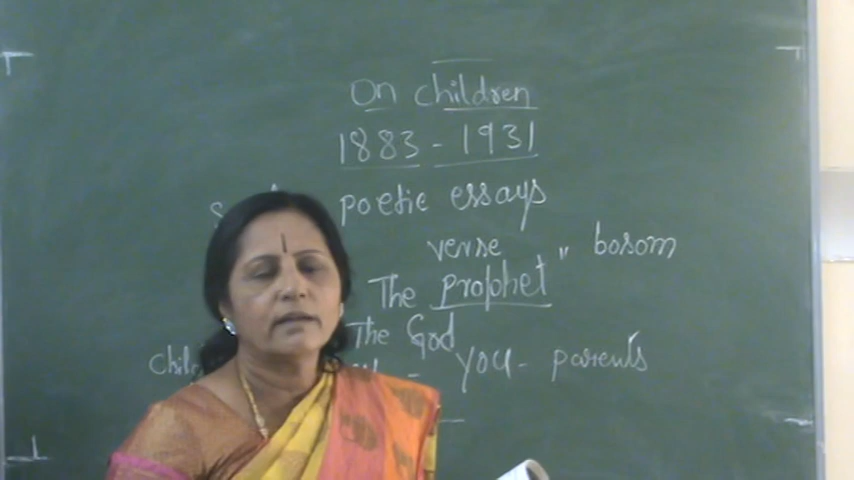 On children
1883 - 1931
poetic essays
verse " bosom
The prophet
The God
you - parents